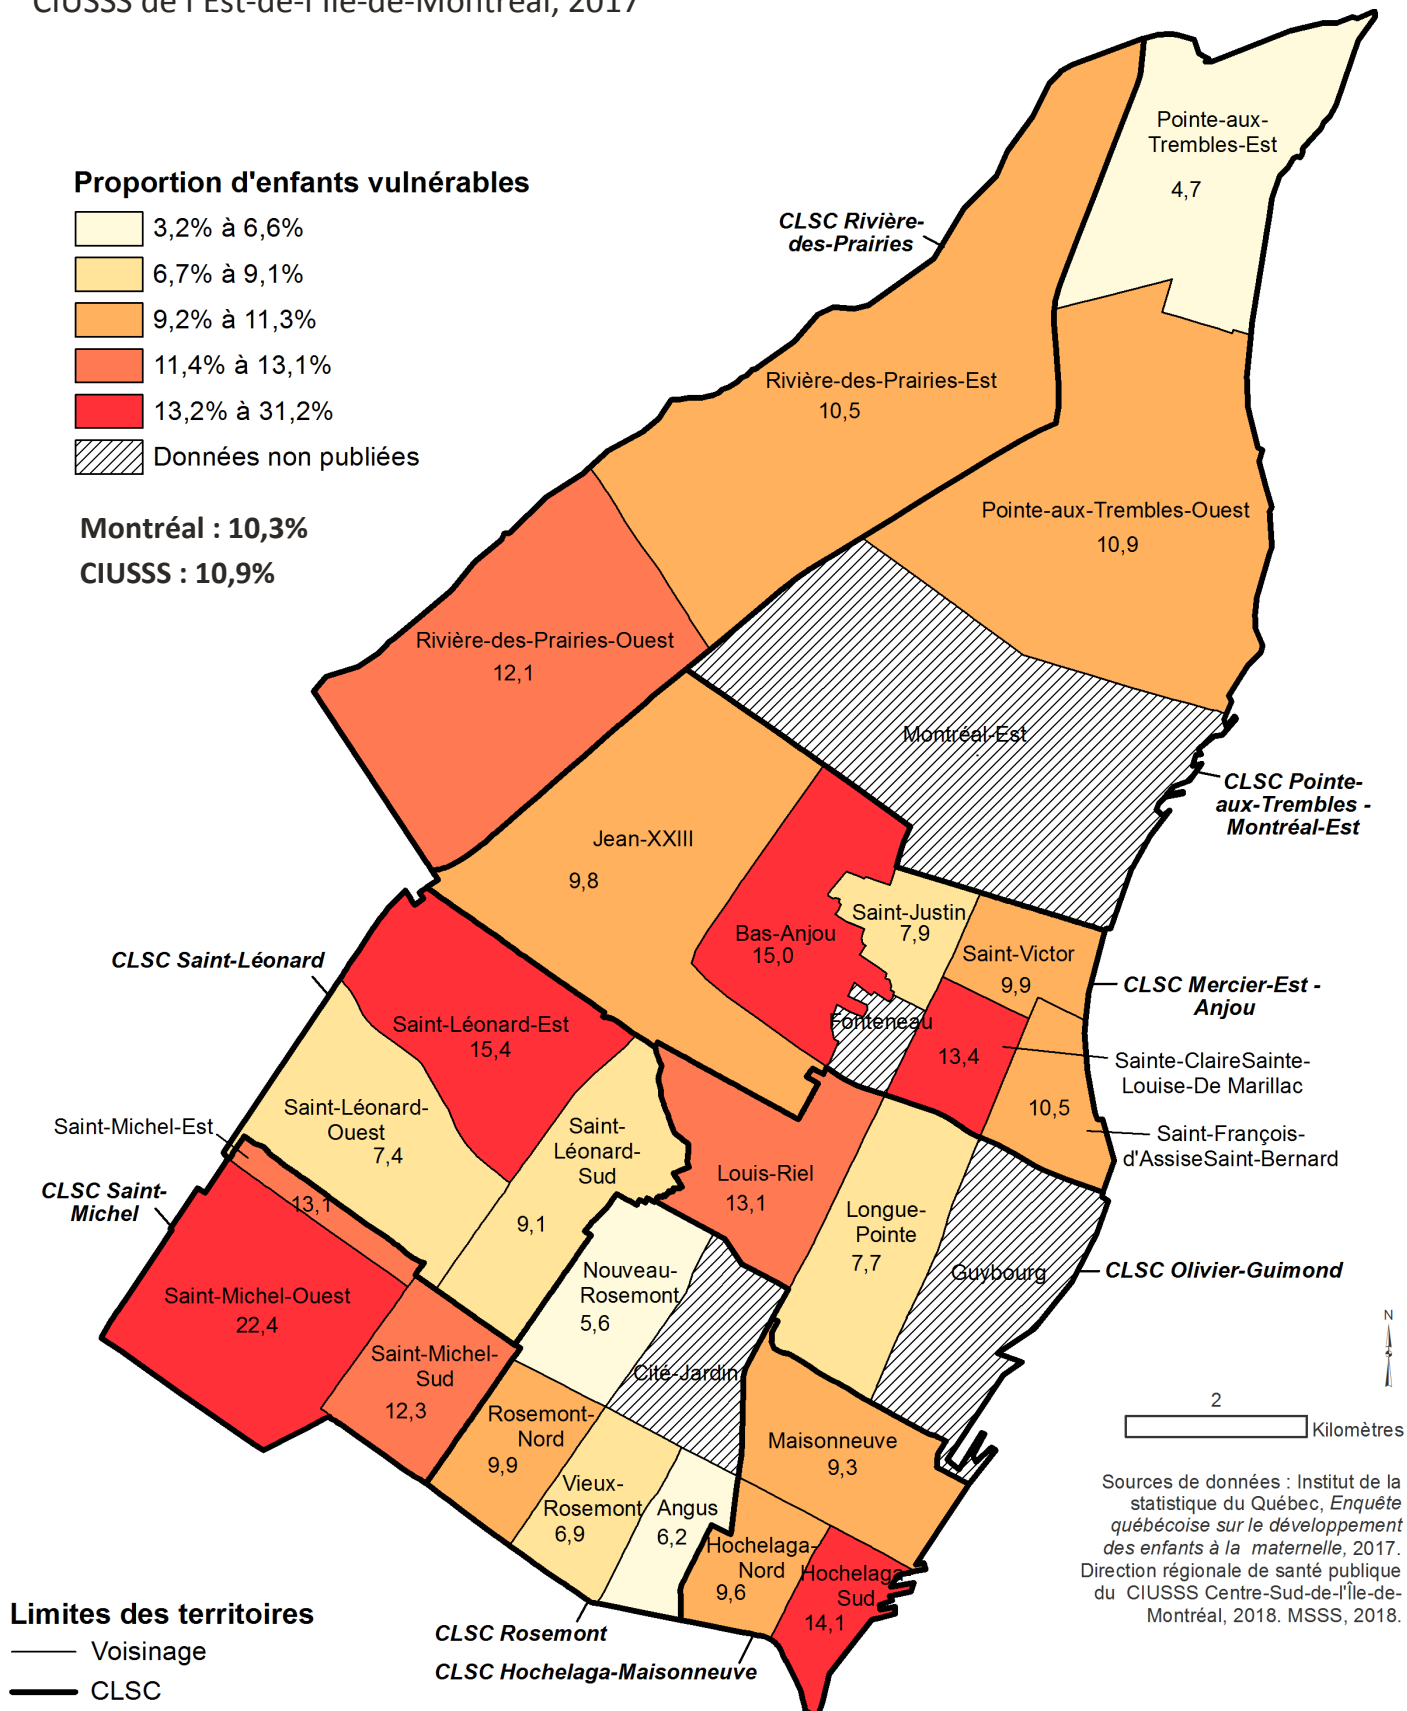 CIUSSS de l'Est-de-l'Île-de-Montréal, 2017
Proportion d'enfants vulnérables
3,2% à 6,6%
6,7% à 9,1%
9,2% à 11,3%
11,4% à 13,1%
13,2% à 31,2%
Données non publiées
Montréal : 10,3%
CIUSSS : 10,9%
Pointe-aux-
Trembles-Est
4,7
CLSC Rivière-
des-Prairies
Rivière-des-Prairies-Est
10,5
Pointe-aux-Trembles-Ouest
10,9
Rivière-des-Prairies-Ouest
12,1
Montréal-Est
CLSC Pointe-
aux-Trembles -
Montréal-Est
Jean-XXIII
9,8
Bas-Anjou
15,0
Saint-Justin
7,9
Saint-Victor
9,9
CLSC Mercier-Est -
Anjou
Fonteneau
13,4
Sainte-ClaireSainte-
Louise-De Marillac
10,5
Saint-François-
d'AssiseSaint-Bernard
CLSC Saint-Léonard
Saint-Léonard-Est
15,4
Saint-Léonard-
Ouest
7,4
Saint-
Léonard-
Sud
9,1
Saint-Michel-Est
13,1
CLSC Saint-
Michel
Louis-Riel
13,1
Longue-
Pointe
7,7
Guybourg
CLSC Olivier-Guimond
Saint-Michel-Ouest
22,4
Saint-Michel-
Sud
12,3
Nouveau-
Rosemont
5,6
Cité-Jardin
Rosemont-
Nord
9,9
Vieux-
Rosemont
6,9
Angus
6,2
Maisonneuve
9,3
Hochelaga-
Nord
9,6
Hochelaga
Sud
14,1
CLSC Rosemont
CLSC Hochelaga-Maisonneuve
N
2
Kilomètres
Sources de données : Institut de la
statistique du Québec, Enquête
québécoise sur le développement
des enfants à la maternelle, 2017.
Direction régionale de santé publique
du CIUSSS Centre-Sud-de-l'Île-de-
Montréal, 2018. MSSS, 2018.
Limites des territoires
Voisinage
CLSC